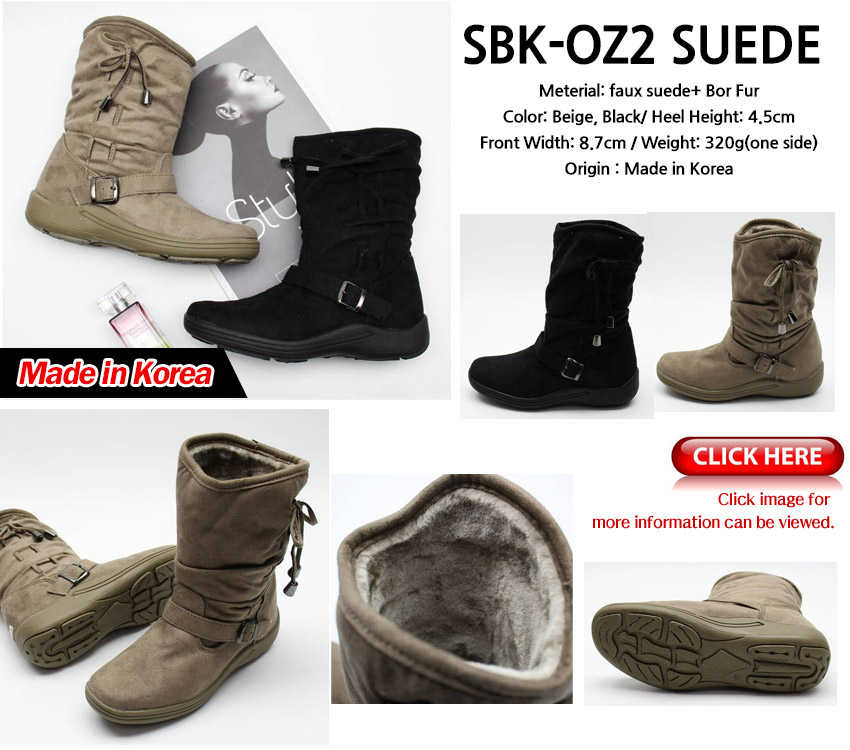 SBK-OZ2 SUEDE
Meterial: faux suede+ Bor Fur
Color: Beige, Black/ Heel Height: 4.5cm
Front Width: 8.7cm / Weight: 320g(one side)
Origin : Made in Korea
Made in Korea
CLICK HERE
Click image for
more information can be viewed.